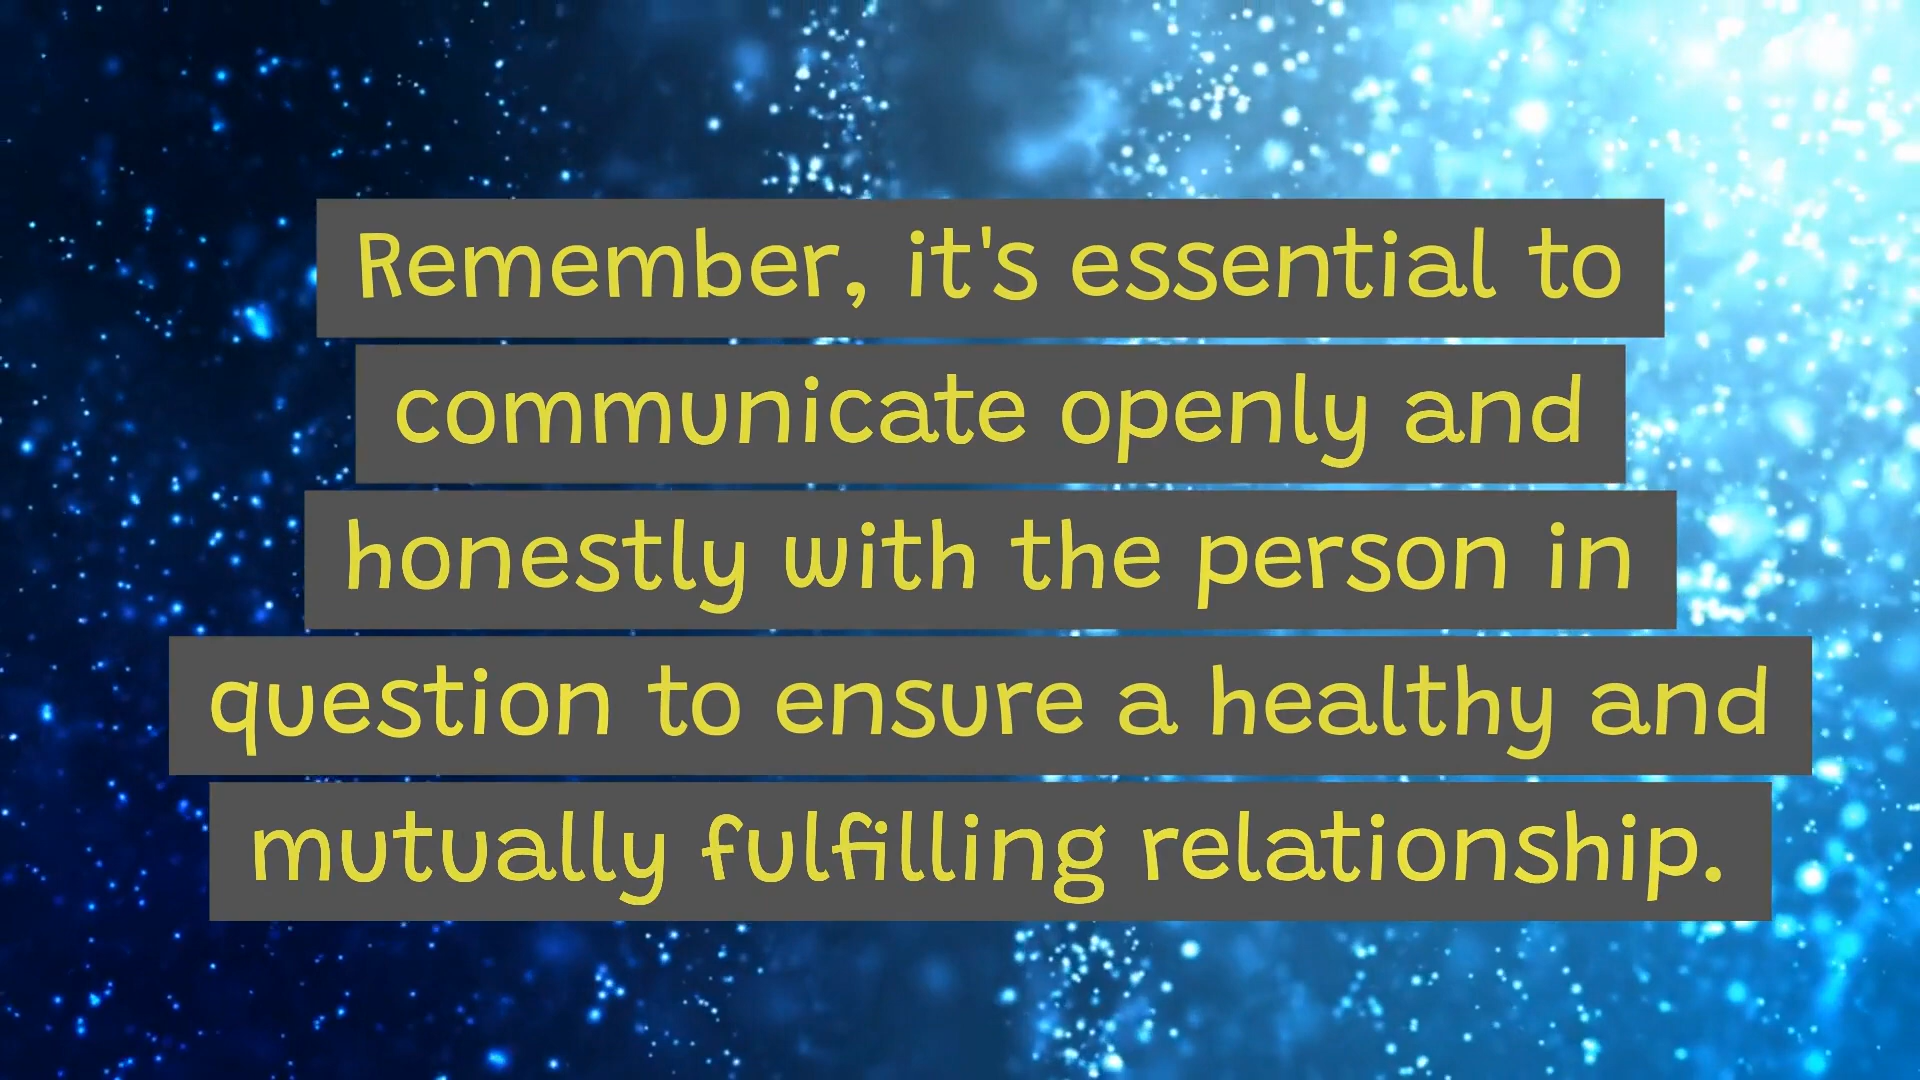 Remember, it's essential to
communicate openly and
honestly with the person in
question to ensure a healthy and
mutually fulfilling relationship.